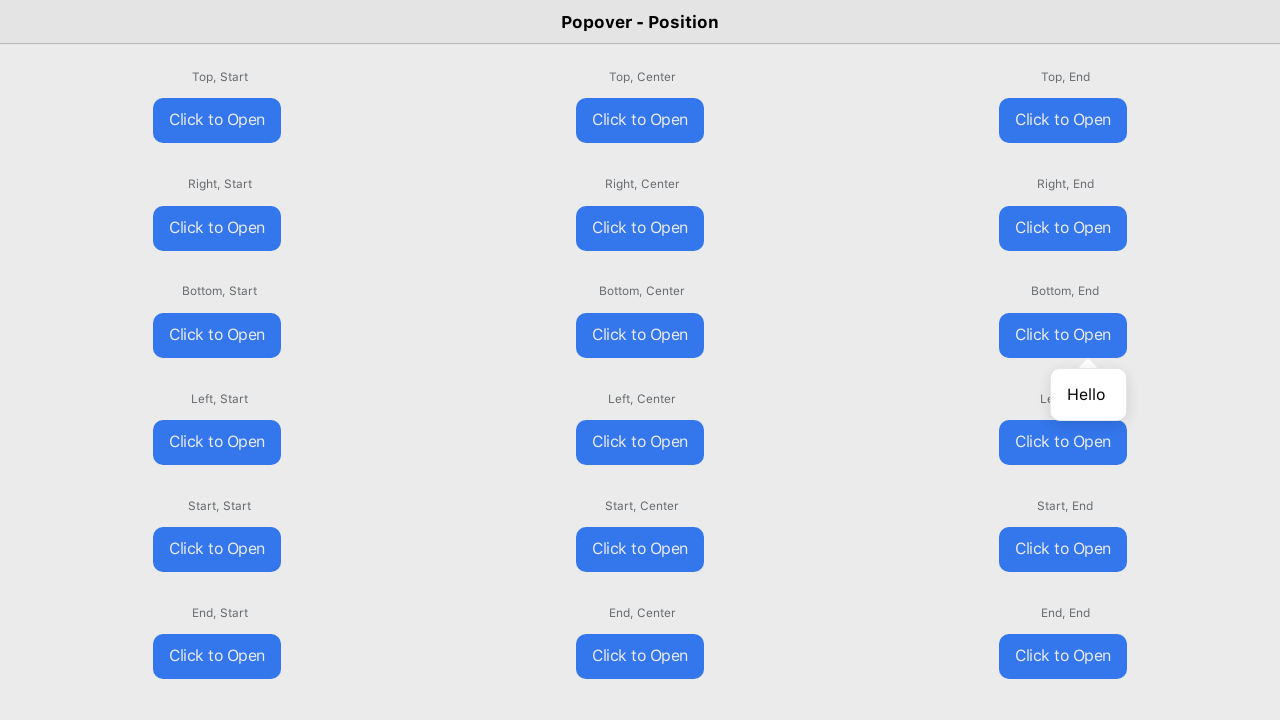 Popover - Position
Top, Start
Top, Center
Top, End
Click to Open
Click to Open
Click to Open
Right, Start
Right, Center
Right, End
Click to Open
Click to Open
Click to Open
Bottom, Start
Bottom, Center
Bottom, End
Click to Open
Click to Open
Click to Open
Hello
Left, Start
Left, Center
Click to Open
Click to Open
Click to Open
Start, Start
Start, Center
Start, End
Click to Open
Click to Open
Click to Open
End, Start
End, Center
End, End
Click to Open
Click to Open
Click to Open